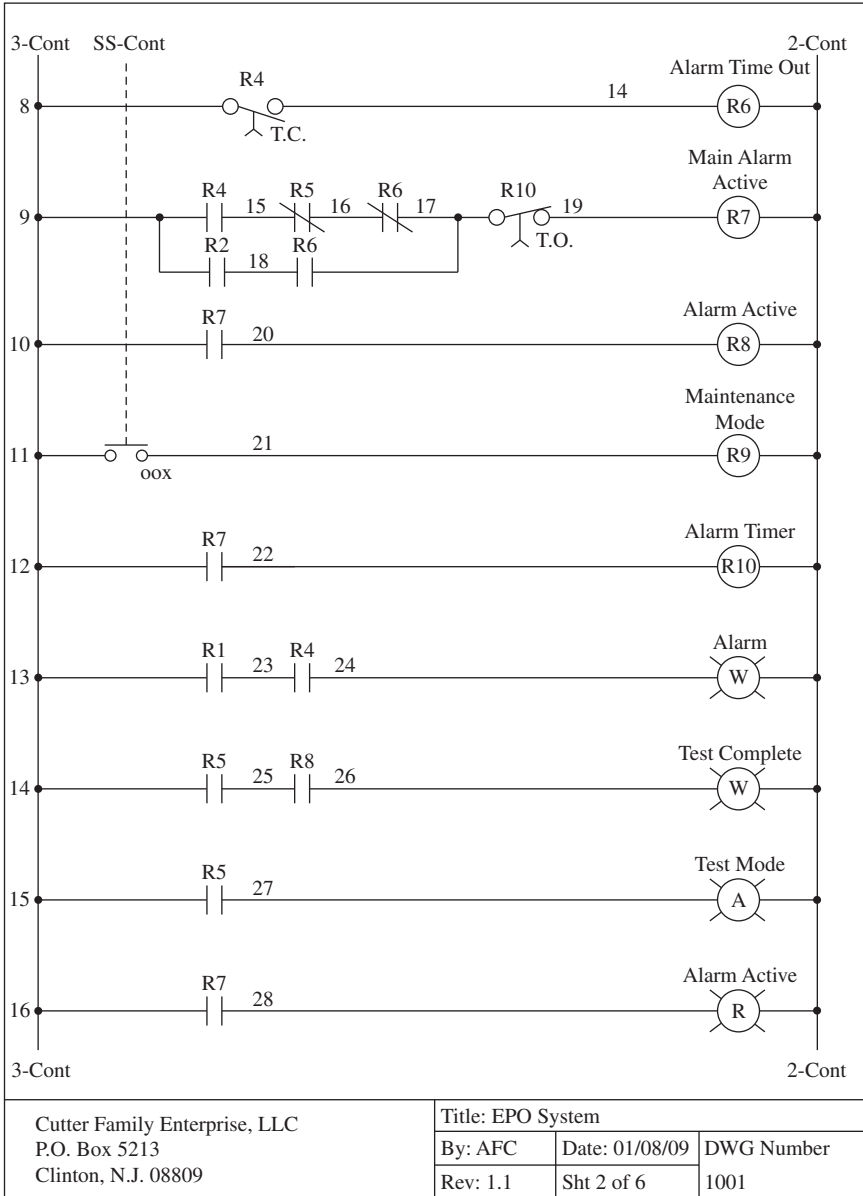 3-Cont SS-Cont 2-Cont
R4 Alarm Time Out
8 14 R6
T.C.
Main Alarm
Active
R4 R5 R6 R10
9 15 16 17 19 R7
T.O.
R2 18 R6
R7 Alarm Active
10 20 R8
Maintenance
Mode
11 21 R9
oox
R7 Alarm Timer
12 22 R10
R1 R4 Alarm
13 23 24 W
R5 R8 Test Complete
14 25 26 W
R5 Test Mode
15 27 A
R7 Alarm Active
16 28 R
3-Cont 2-Cont
Cutter Family Enterprise, LLC
P.O. Box 5213
Clinton, N.J. 08809
Title: EPO System
By: AFC Date: 01/08/09 DWG Number
Rev: 1.1 Sht 2 of 6 1001